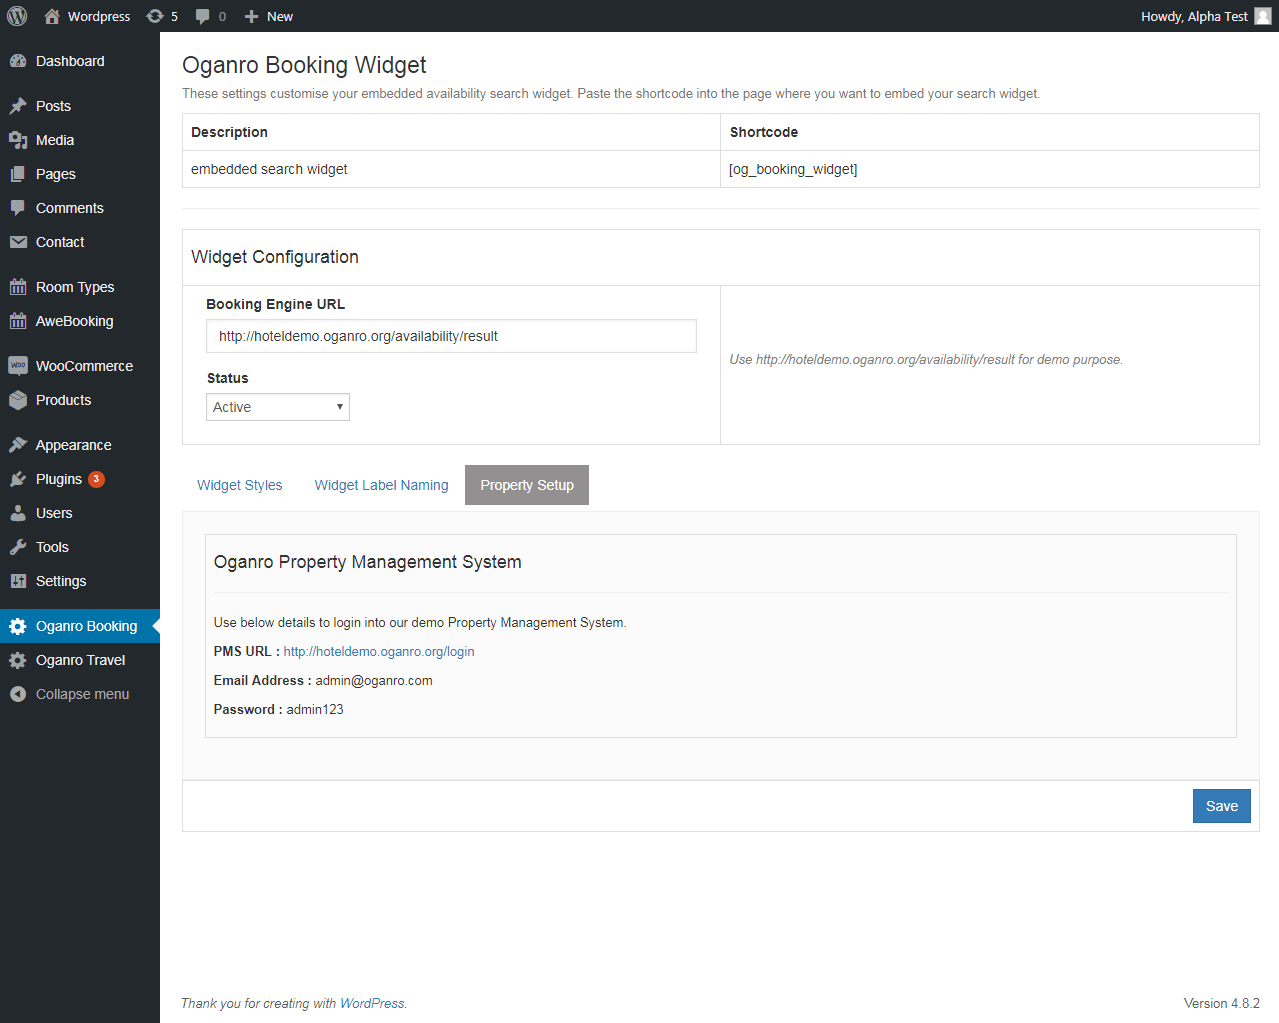 Wordpress 5 0 New Howdy, Alpha Test
Dashboard
Posts
Media
Pages
Comments
Contact
Room Types
AweBooking
WOO WooCommerce
Products
Appearance
Plugins 3
Users
Tools
Settings
Oganro Booking
Oganro Travel
Collapse menu
Oganro Booking Widget
These settings customise your embedded availability search widget. Paste the shortcode into the page where you want to embed your search widget.
Description Shortcode
embedded search widget [og_booking_widget]
Widget Configuration
Booking Engine URL
http://hoteldemo.oganro.org/availability/result
Use http://hoteldemo.oganro.org/availability/result for demo purpose.
Status
Active
Widget Styles Widget Label Naming Property Setup
Oganro Property Management System
Use below details to login into our demo Property Management System.
PMS URL : http://hoteldemo.oganro.org/login
Email Address : admin@oganro.com
Password : admin123
Save
Thank you for creating with WordPress. Version 4.8.2